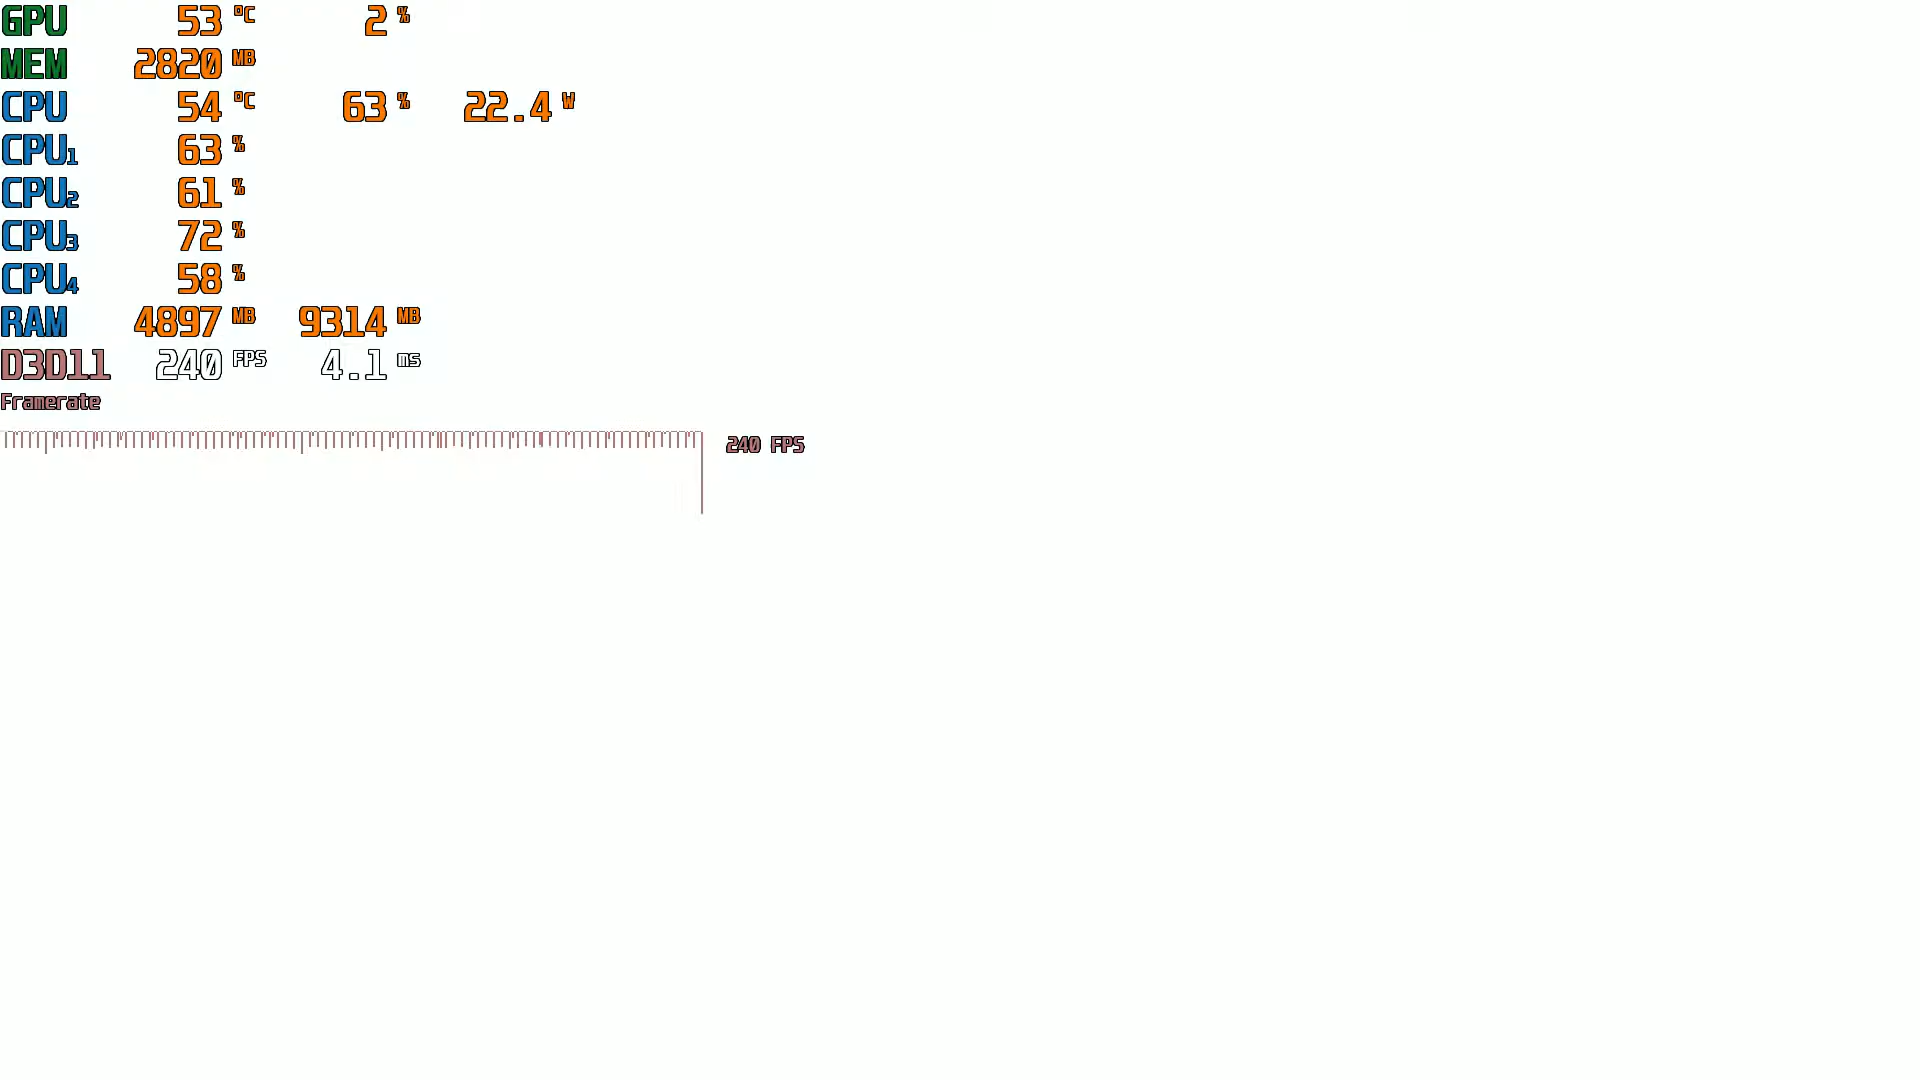 GPU 53 °C 2 %
MEM 2820 MB
CPU 54 °C 63 % 22.4 W
CPU1 63 %
CPU2 61 %
CPU3 72 %
CPU4 58 %
RAM 4897 MB 9314 MB
D3D11 240 FPS 4.1 ms
Framerate
240 FPS